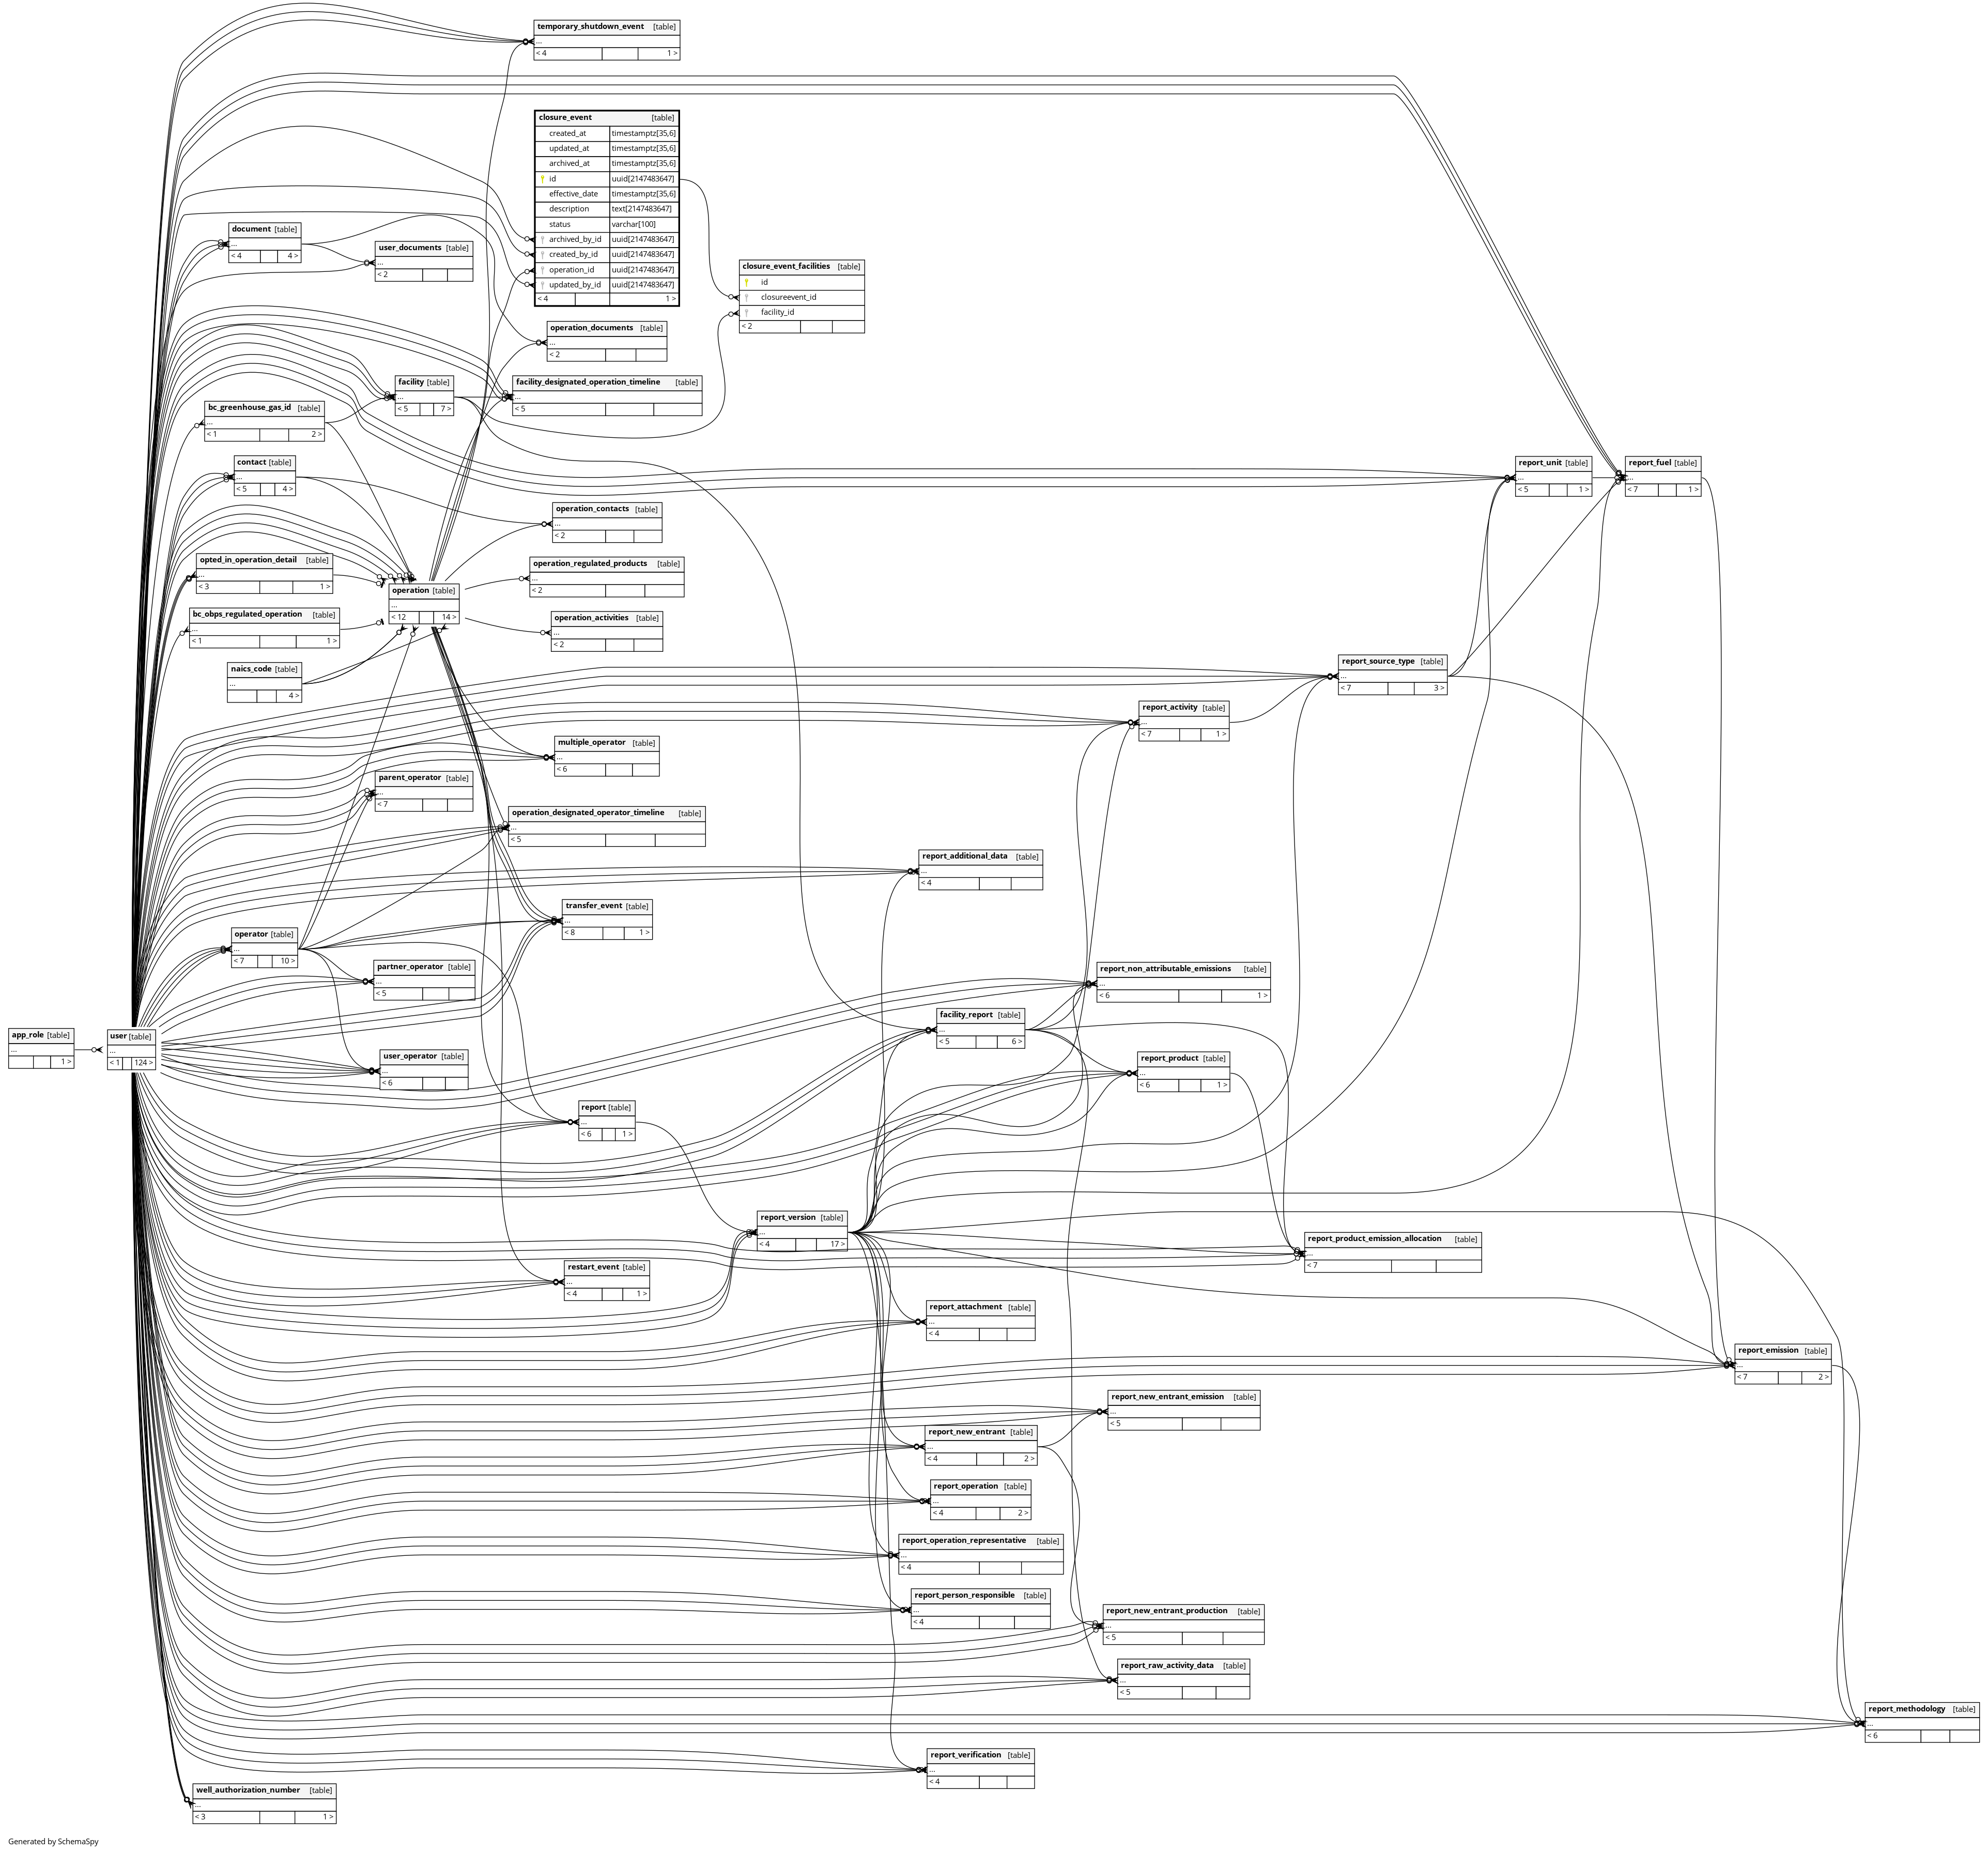 temporary_shutdown_event [table]
...
< 4 1 >
closure_event [table]
created_at timestamptz[35,6]
updated_at timestamptz[35,6]
archived_at timestamptz[35,6]
id uuid[2147483647]
effective_date timestamptz[35,6]
description text[2147483647]
status varchar[100]
archived_by_id uuid[2147483647]
created_by_id uuid[2147483647]
operation_id uuid[2147483647]
updated_by_id uuid[2147483647]
< 4 1 >
document [table]
...
< 4 4 >
user_documents [table]
...
< 2
closure_event_facilities [table]
id
closureevent_id
facility_id
< 2
operation_documents [table]
...
< 2
facility [table]
...
< 5 7 >
facility_designated_operation_timeline [table]
...
< 5
bc_greenhouse_gas_id [table]
...
< 1 2 >
contact [table]
...
< 5 4 >
report_unit [table]
...
< 5 1 >
report_fuel [table]
...
< 7 1 >
operation_contacts [table]
...
< 2
opted_in_operation_detail [table]
...
< 3 1 >
operation_regulated_products [table]
...
< 2
operation [table]
...
< 12 14 >
bc_obps_regulated_operation [table]
...
< 1 1 >
operation_activities [table]
...
< 2
naics_code [table]
...
4 >
report_source_type [table]
...
< 7 3 >
report_activity [table]
...
< 7 1 >
multiple_operator [table]
...
< 6
parent_operator [table]
...
< 7
operation_designated_operator_timeline [table]
...
< 5
report_additional_data [table]
...
< 4
transfer_event [table]
...
< 8 1 >
operator [table]
...
< 7 10 >
partner_operator [table]
...
< 5
report_non_attributable_emissions [table]
...
< 6 1 >
facility_report [table]
...
< 5 6 >
app_role [table]
...
1 >
user [table]
...
< 1 124 >
user_operator [table]
...
< 6
report_product [table]
...
< 6 1 >
report [table]
...
< 6 1 >
report_version [table]
...
< 4 17 >
report_product_emission_allocation [table]
...
< 7
restart_event [table]
...
< 4 1 >
report_attachment [table]
...
< 4
report_emission [table]
...
< 7 2 >
report_new_entrant_emission [table]
...
< 5
report_new_entrant [table]
...
< 4 2 >
report_operation [table]
...
< 4 2 >
report_operation_representative [table]
...
< 4
report_person_responsible [table]
...
< 4
report_new_entrant_production [table]
...
< 5
report_raw_activity_data [table]
...
< 5
report_methodology [table]
...
< 6
report_verification [table]
...
< 4
well_authorization_number [table]
...
< 3 1 >
Generated by SchemaSpy